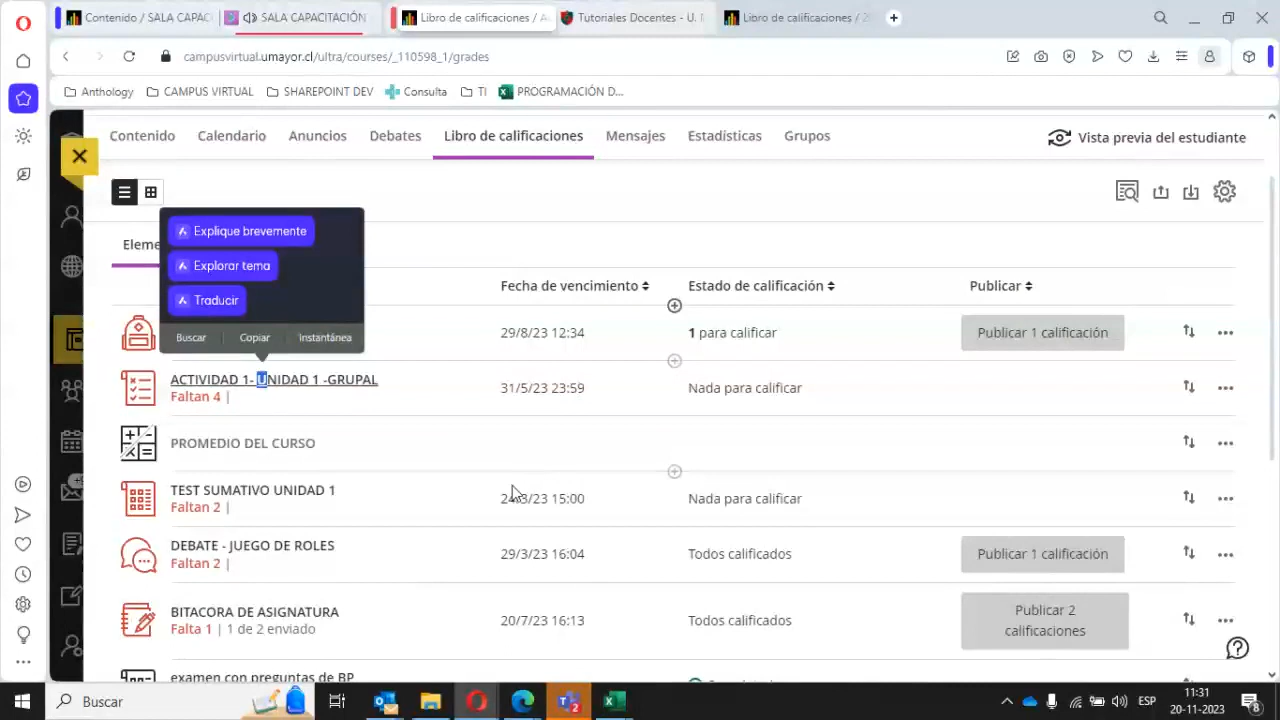 Contenido / SALA CAPAC
SALA CAPACITACIÓN
Libro de calificaciones / A
Tutoriales Docentes - U.
Libro de calificaciones / 2
campusvirtual.umayor.cl/ultra/courses/_110598_1/grades
Anthology
CAMPUS VIRTUAL
SHAREPOINT DEV
Consulta
TI
PROGRAMACIÓN D...
Contenido
Calendario
Anuncios
Debates
Libro de calificaciones
Mensajes
Estadísticas
Grupos
Vista previa del estudiante
Eleme
Explique brevemente
Explorar tema
Traducir
Buscar
Copiar
Instantánea
Fecha de vencimiento
Estado de calificación
Publicar
29/8/23 12:34
1 para calificar
Publicar 1 calificación
ACTIVIDAD 1- UNIDAD 1 -GRUPAL
Faltan 4 |
31/5/23 23:59
Nada para calificar
PROMEDIO DEL CURSO
TEST SUMATIVO UNIDAD 1
Faltan 2 |
15:00
Nada para calificar
DEBATE - JUEGO DE ROLES
Faltan 2 |
29/3/23 16:04
Todos calificados
Publicar 1 calificación
BITACORA DE ASIGNATURA
Falta 1 | 1 de 2 enviado
20/7/23 16:13
Todos calificados
Publicar 2
calificaciones
examen con preguntas de BP
Buscar
ESP
11:31
20-11-2023